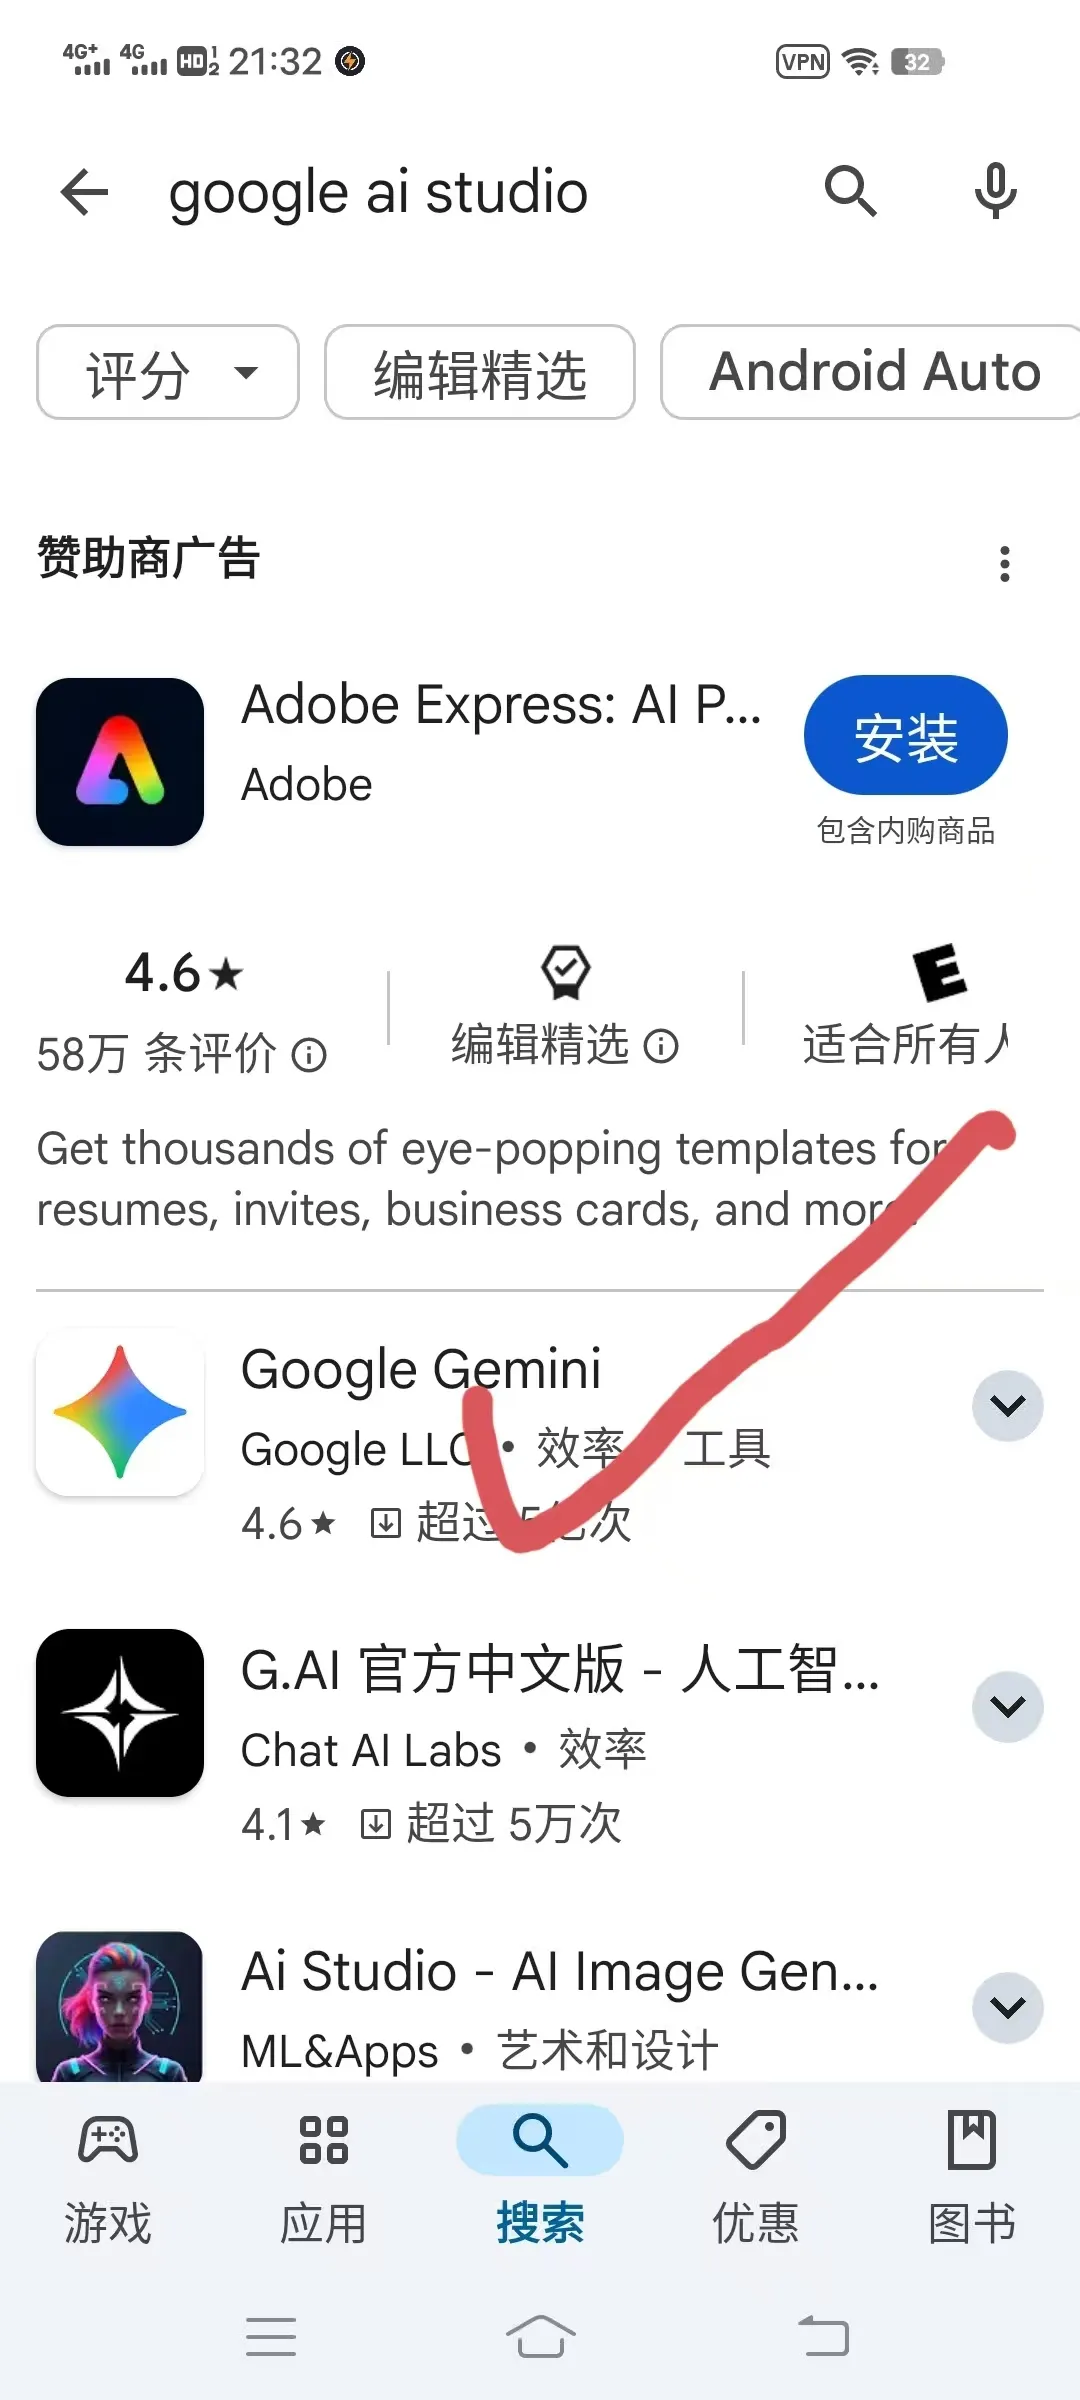 4G+ 4G HD 1 2 21:32 VPN 32
google ai studio
评分 编辑精选 Android Auto
赞助商广告
Adobe Express: AI P...
Adobe
安装
包含内购商品
4.6★
58万 条评价
编辑精选
E
适合所有人
Get thousands of eye-popping templates for
resumes, invites, business cards, and more.
Google Gemini
Google LLC • 效率 工具
4.6★ 超过 5亿次
G.AI 官方中文版 - 人工智...
Chat AI Labs • 效率
4.1★ 超过 5万次
Ai Studio - AI Image Gen...
ML&Apps • 艺术和设计
游戏 应用 搜索 优惠 图书